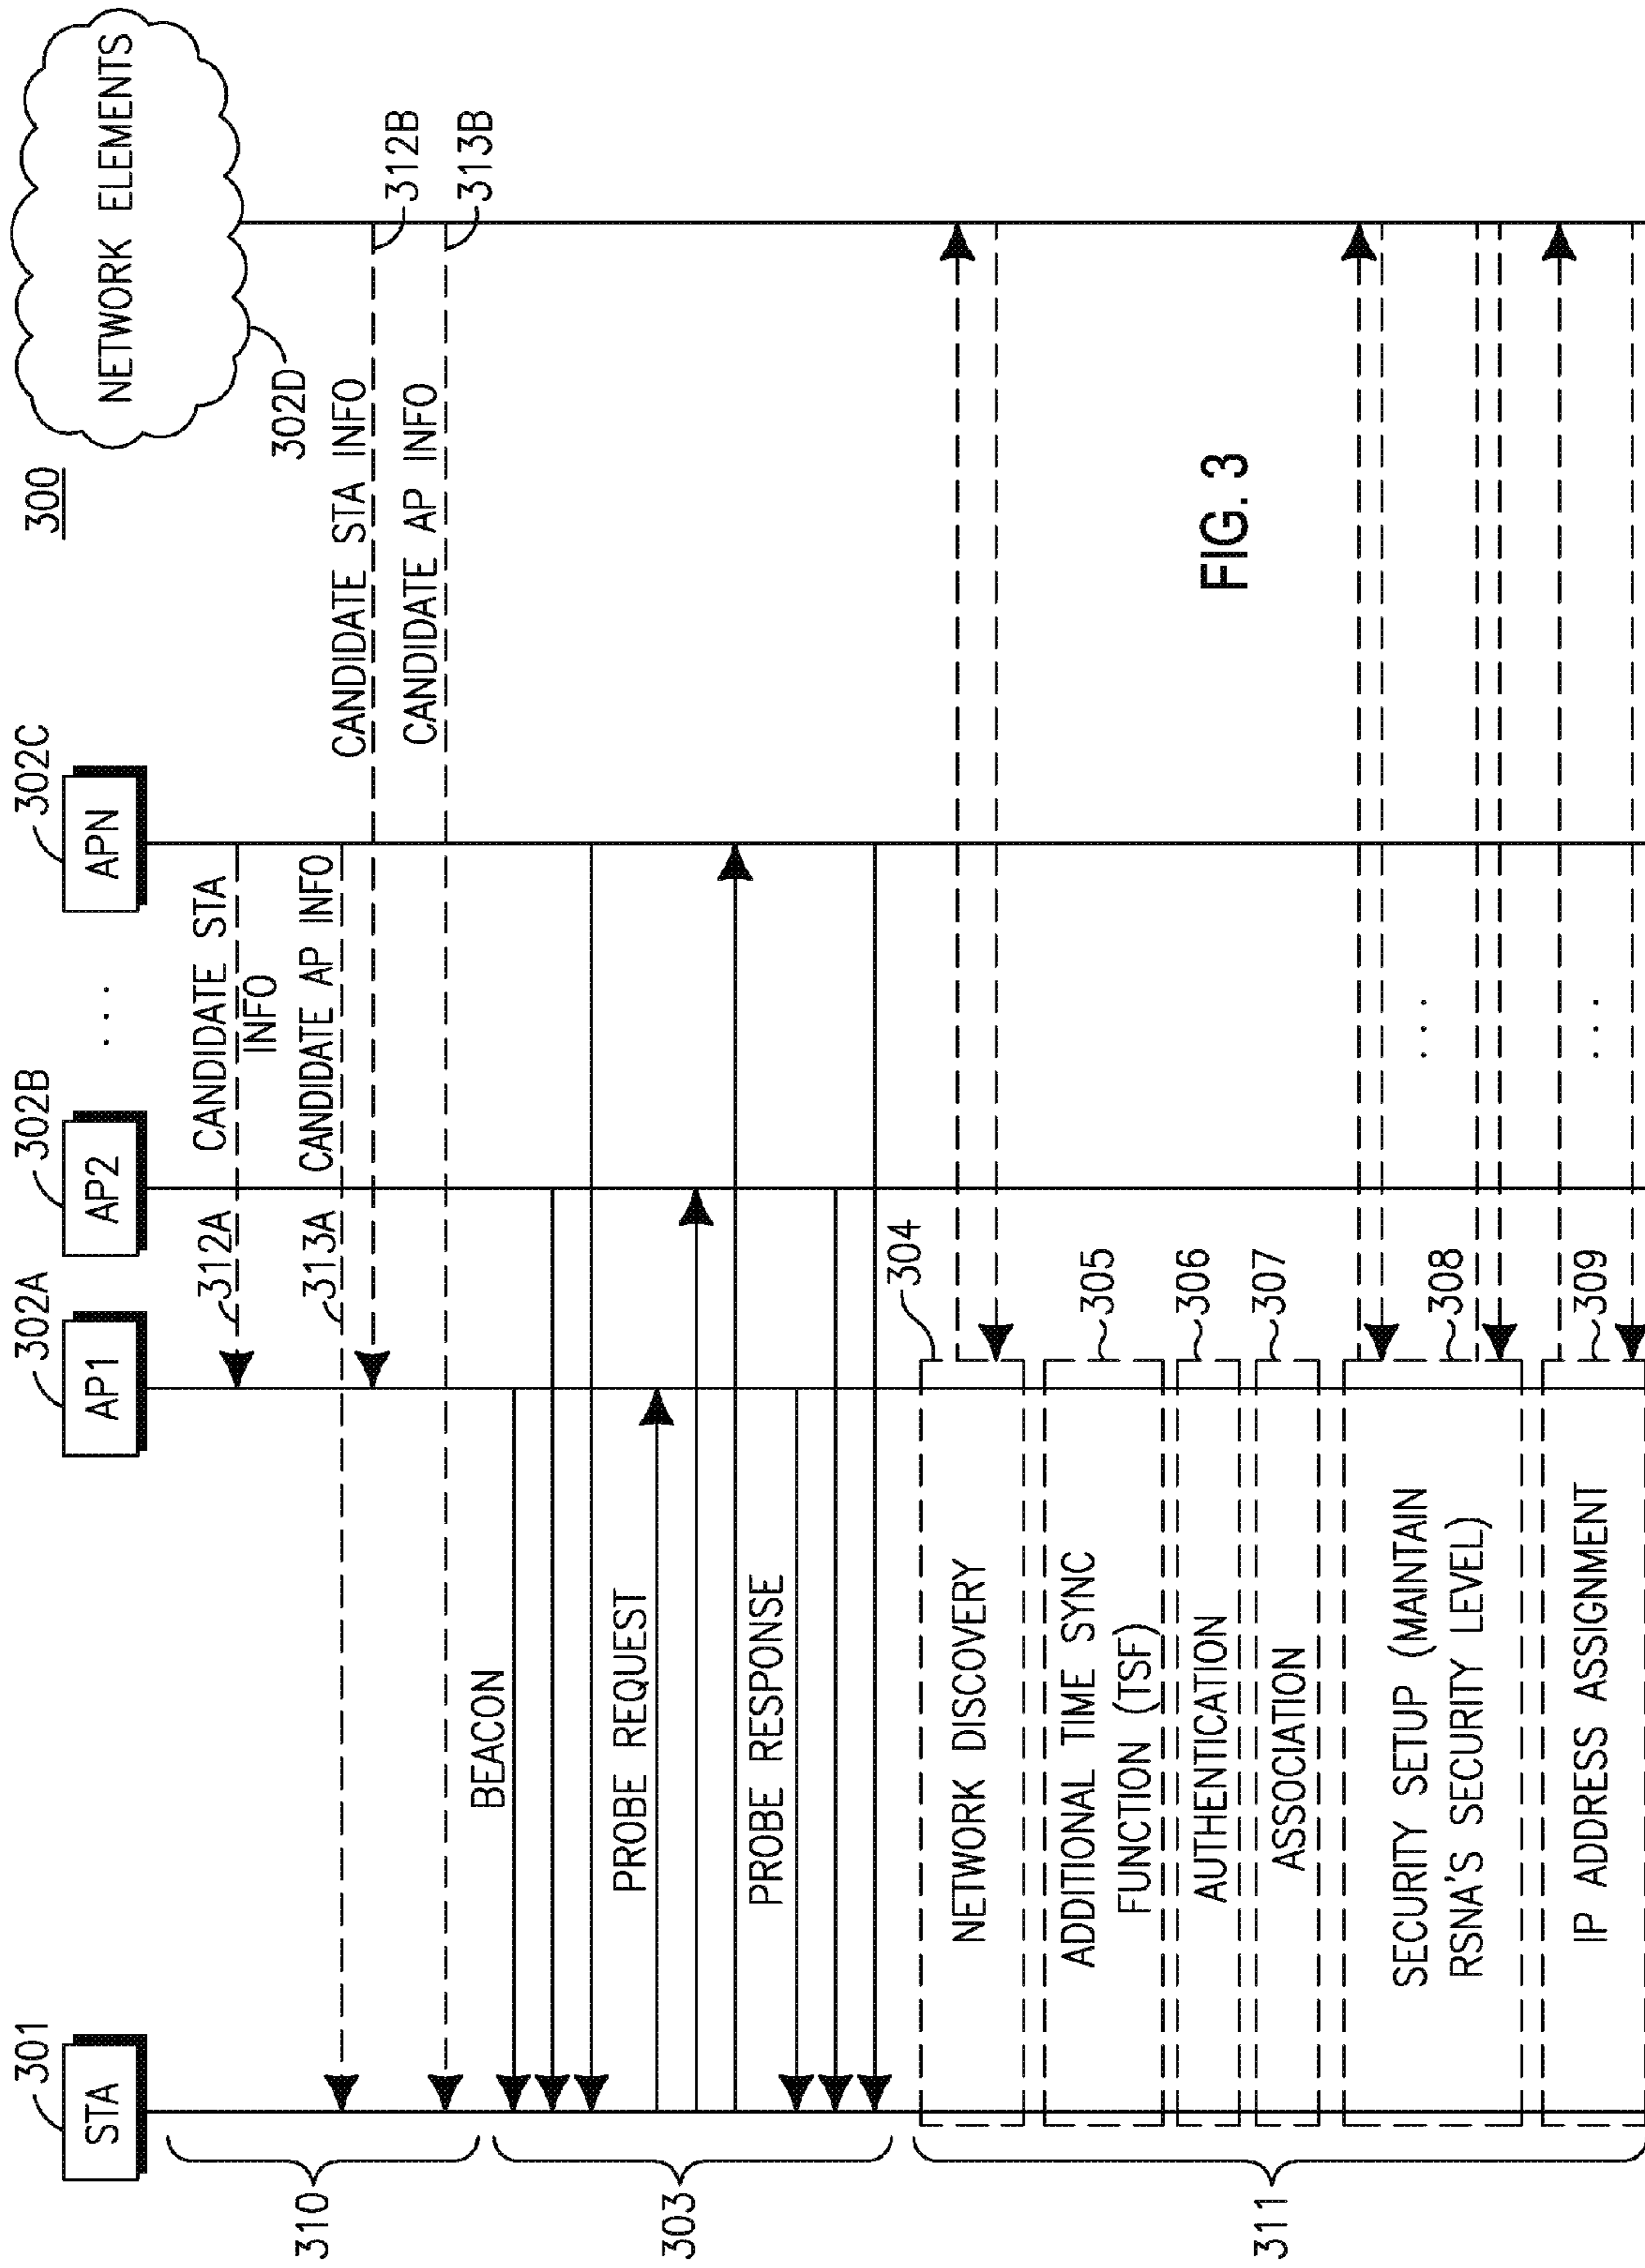 300
301
STA
302A
AP1
302B
AP2
. . .
302C
APN
NETWORK ELEMENTS
302D
310
312A
CANDIDATE STA
INFO
313A
CANDIDATE AP INFO
CANDIDATE STA INFO
312B
CANDIDATE AP INFO
313B
303
BEACON
PROBE REQUEST
PROBE RESPONSE
311
NETWORK DISCOVERY
304
ADDITIONAL TIME SYNC
FUNCTION (TSF)
305
AUTHENTICATION
306
ASSOCIATION
307
SECURITY SETUP (MAINTAIN
RSNA'S SECURITY LEVEL)
308
. . .
IP ADDRESS ASSIGNMENT
309
. . .
FIG. 3